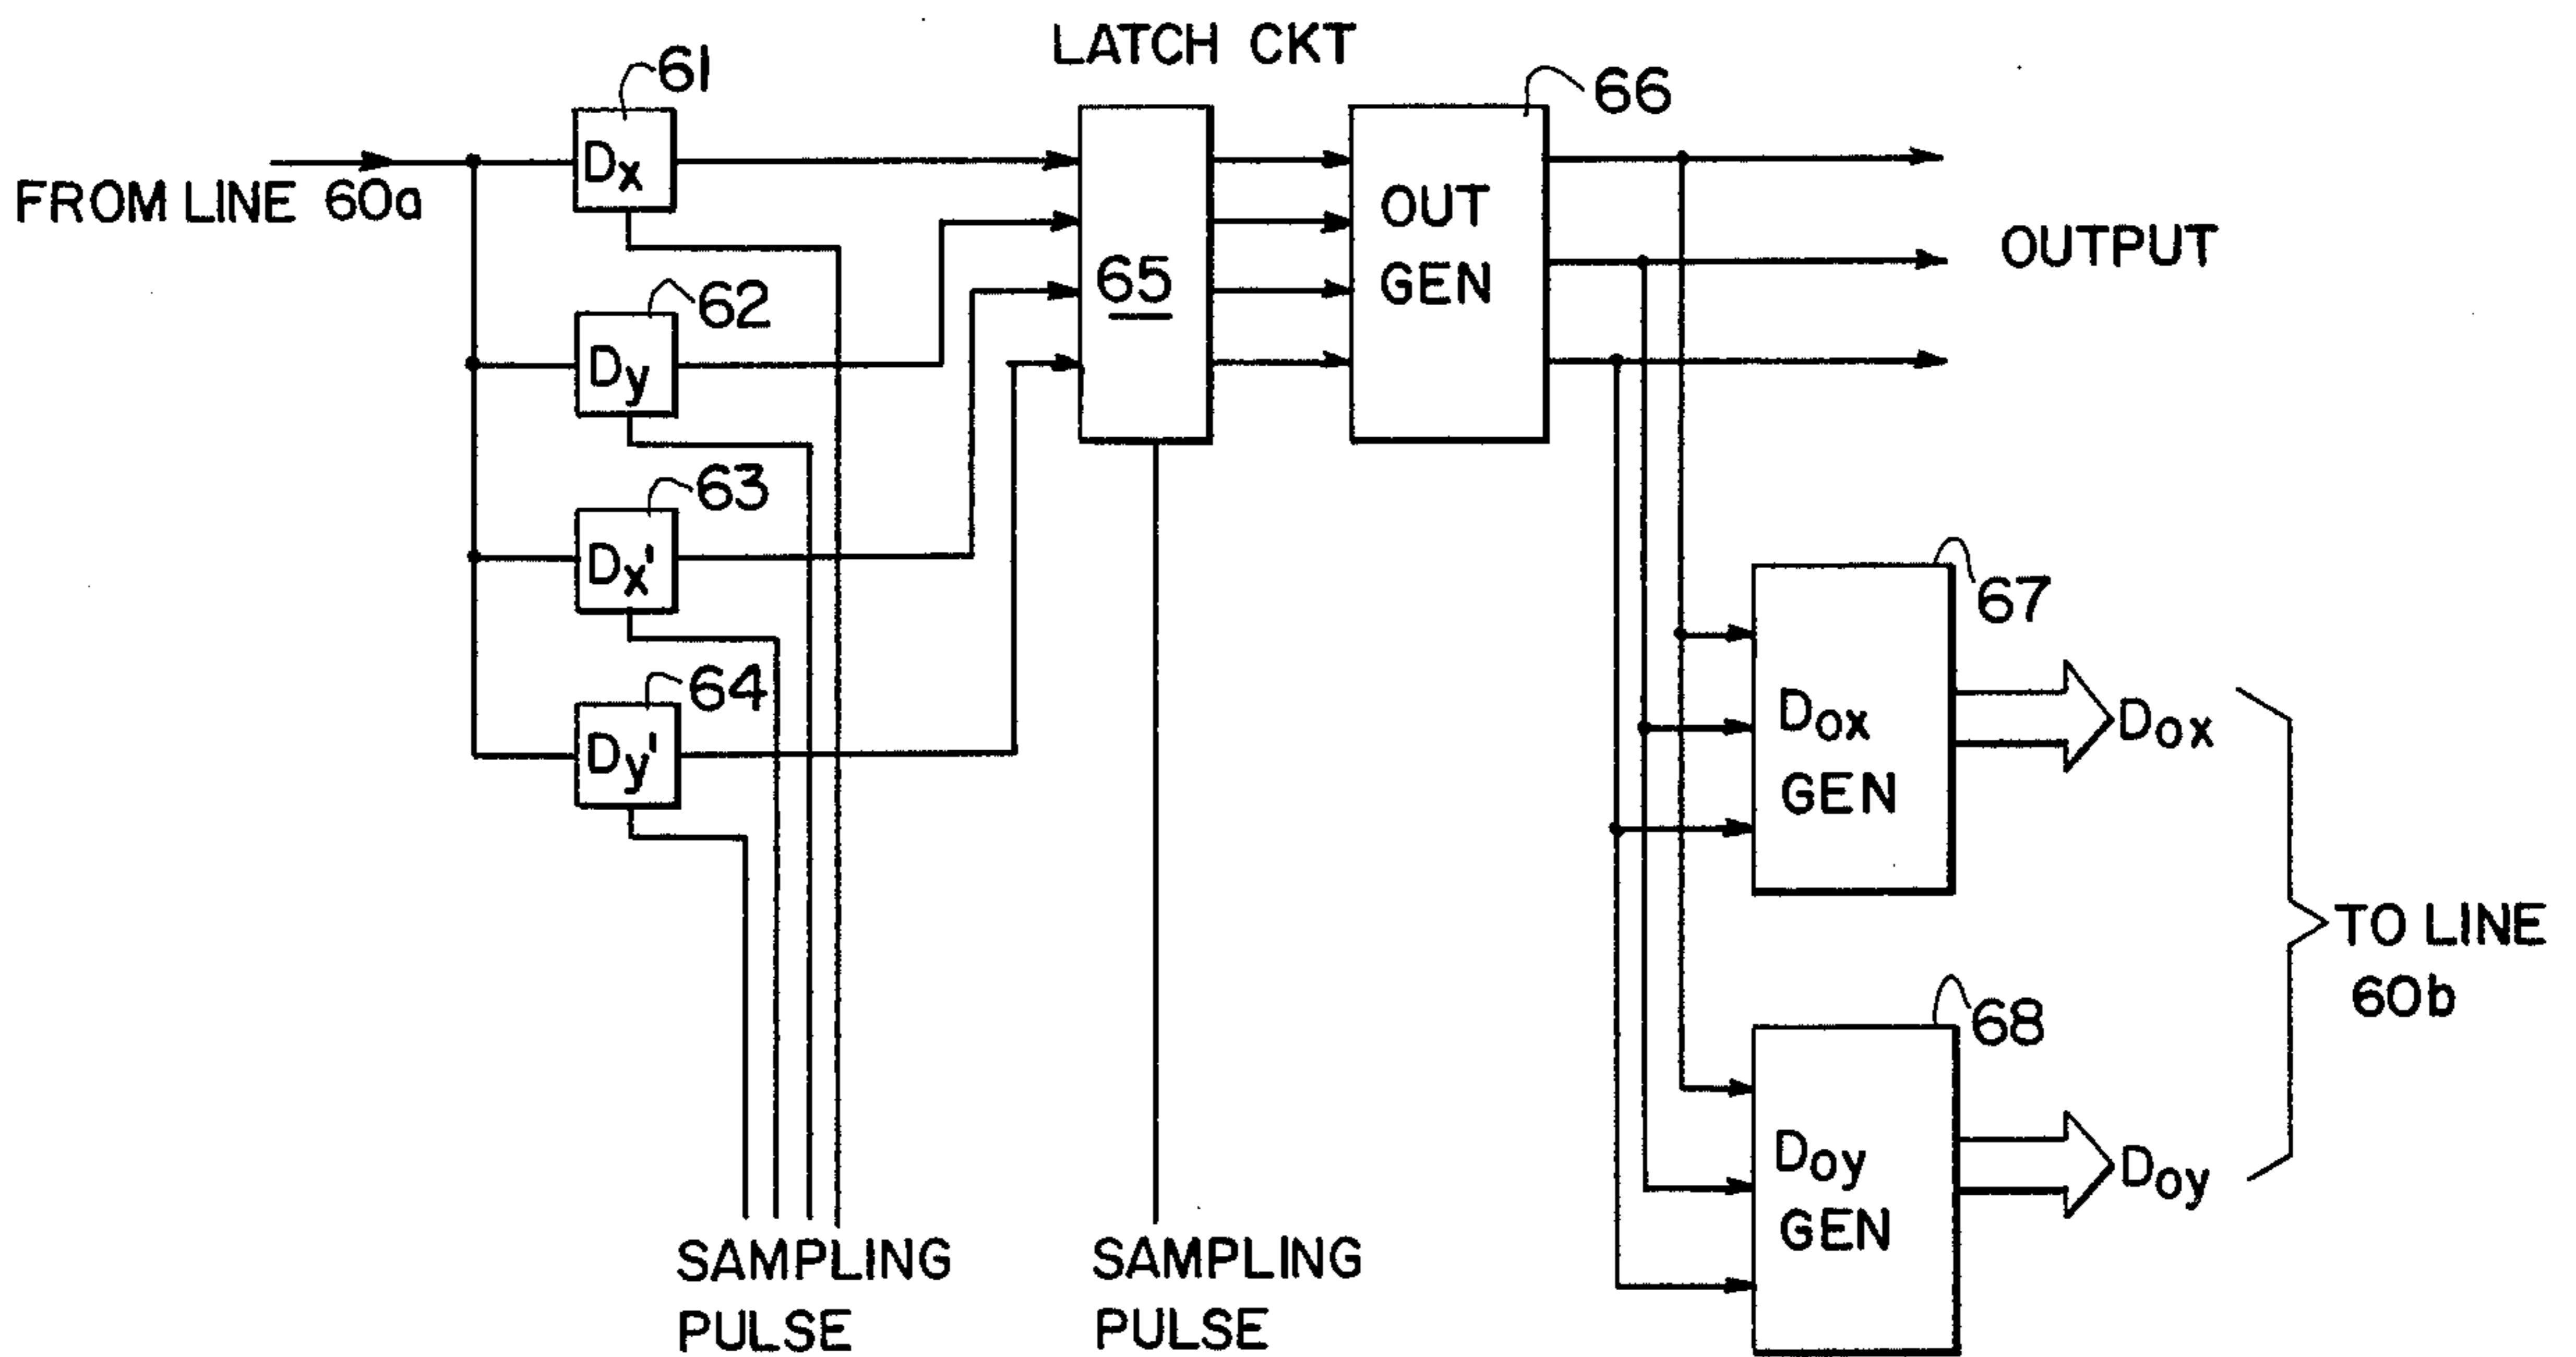 LATCH CKT
61
66
Dx
FROM LINE 60a
OUT
GEN
OUTPUT
65
62
Dy
63
Dx'
67
64
Dy'
Dox
GEN
Dox
TO LINE
60b
68
Doy
GEN
Doy
SAMPLING
PULSE
SAMPLING
PULSE